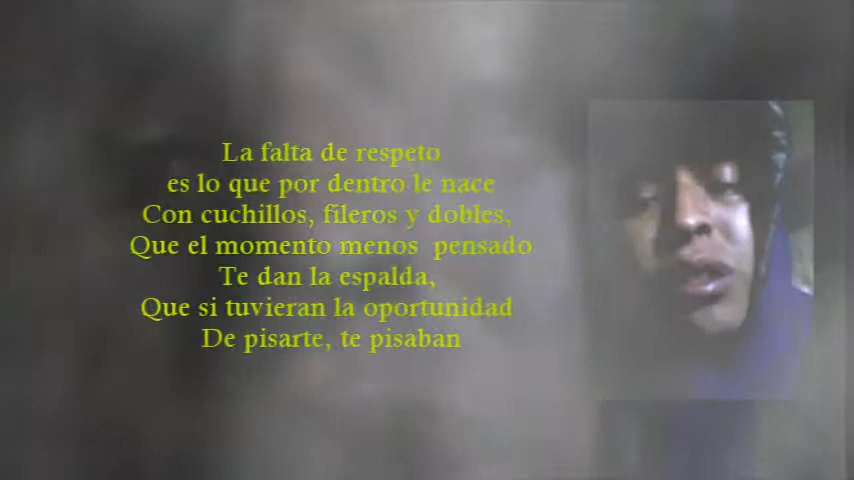 La falta de respeto
es lo que por dentro le nace
Con cuchillos, fileros y dobles,
Que el momento menos pensado
Te dan la espalda,
Que si tuvieran la oportunidad
De pisarte, te pisaban